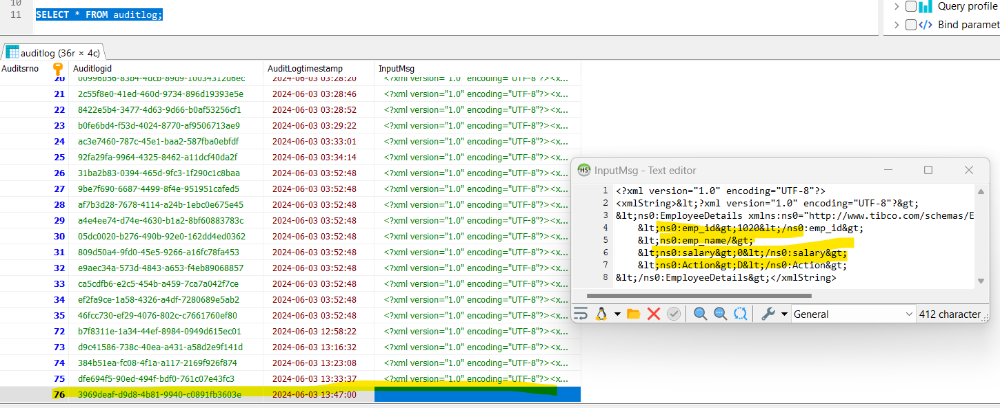 10
11 SELECT * FROM auditlog;
Query profile
Bind paramet
auditlog (36r × 4c)
Auditsrno Auditlogid AuditLogtimestamp InputMsg
20 00996b56-83b4-4dcb-89d9-10034312d6ec 2024-06-03 03:28:20 <?xml version="1.0" encoding="UTF-8"?><x...
21 2c55f8e0-41ed-460d-9734-896d19393e5e 2024-06-03 03:28:46 <?xml version="1.0" encoding="UTF-8"?><x...
22 8422e5b4-3477-4d63-9d66-b0af53256cf1 2024-06-03 03:28:52 <?xml version="1.0" encoding="UTF-8"?><x...
23 b0fe6bd4-f53d-4024-8770-af9506713ae9 2024-06-03 03:29:22 <?xml version="1.0" encoding="UTF-8"?><x...
24 ac3e7460-787c-45e1-baa2-587fba0ebfdf 2024-06-03 03:33:01 <?xml version="1.0" encoding="UTF-8"?><x...
25 92fa29fa-9964-4325-8462-a11dcf40da2f 2024-06-03 03:34:14 <?xml version="1.0" encoding="UTF-8"?><x...
26 31ba2b83-0394-465d-9fc3-1f290c1c8baa 2024-06-03 03:52:48 <?xml version="1.0" encoding="UTF-8"?><x...
27 9be7f690-6687-4499-8f4e-951951cafed5 2024-06-03 03:52:48 <?xml version="1.0" encoding="UTF-8"?><x...
28 af7b3d28-7678-4114-a24b-1ebc0e675e45 2024-06-03 03:52:48 <?xml version="1.0" encoding="UTF-8"?><x...
29 a4e4ee74-d74e-4630-b1a2-8bf60883783c 2024-06-03 03:52:48 <?xml version="1.0" encoding="UTF-8"?><x...
30 05dc0020-b276-490b-92e0-162dd4ed0362 2024-06-03 03:52:48 <?xml version="1.0" encoding="UTF-8"?><x...
31 809d50a4-9fd0-45e5-9266-a16fc78fa453 2024-06-03 03:52:48 <?xml version="1.0" encoding="UTF-8"?><x...
32 e9aec34a-573d-4843-a653-f4eb89068857 2024-06-03 03:52:48 <?xml version="1.0" encoding="UTF-8"?><x...
33 ca5cdfb6-e2c5-454b-a459-7ca7a042f7ce 2024-06-03 03:52:48 <?xml version="1.0" encoding="UTF-8"?><x...
34 ef2fa9ce-1a58-4326-a4df-7280689e5ab2 2024-06-03 03:52:48 <?xml version="1.0" encoding="UTF-8"?><x...
35 46fcc730-ef29-4076-802c-c7661760ef80 2024-06-03 03:52:48 <?xml version="1.0" encoding="UTF-8"?><x...
72 b7f8311e-1a34-44ef-8984-0949d615ec01 2024-06-03 12:58:22 <?xml version="1.0" encoding="UTF-8"?><x...
73 d9c41586-738c-40ea-a431-a58d2e9f141d 2024-06-03 13:16:32 <?xml version="1.0" encoding="UTF-8"?><x...
74 384b51ea-fc08-4f1a-a117-2169f926f874 2024-06-03 13:23:08 <?xml version="1.0" encoding="UTF-8"?><x...
75 dfe694f5-90ed-494f-bdf0-761c07e43fc3 2024-06-03 13:33:37 <?xml version="1.0" encoding="UTF-8"?><x...
76 3969deaf-d9d8-4b81-9940-c0891fb3603e 2024-06-03 13:47:00
HS InputMsg - Text editor
1 <?xml version="1.0" encoding="UTF-8"?>
2 <xmlString>&lt;?xml version="1.0" encoding="UTF-8"?&gt;
3 &lt;ns0:EmployeeDetails xmlns:ns0="http://www.tibco.com/schemas/E
4 &lt;ns0:emp_id&gt;1020&lt;/ns0:emp_id&gt;
5 &lt;ns0:emp_name/&gt;
6 &lt;ns0:salary&gt;0&lt;/ns0:salary&gt;
7 &lt;ns0:Action&gt;D&lt;/ns0:Action&gt;
8 &lt;/ns0:EmployeeDetails&gt;</xmlString>
General
412 character